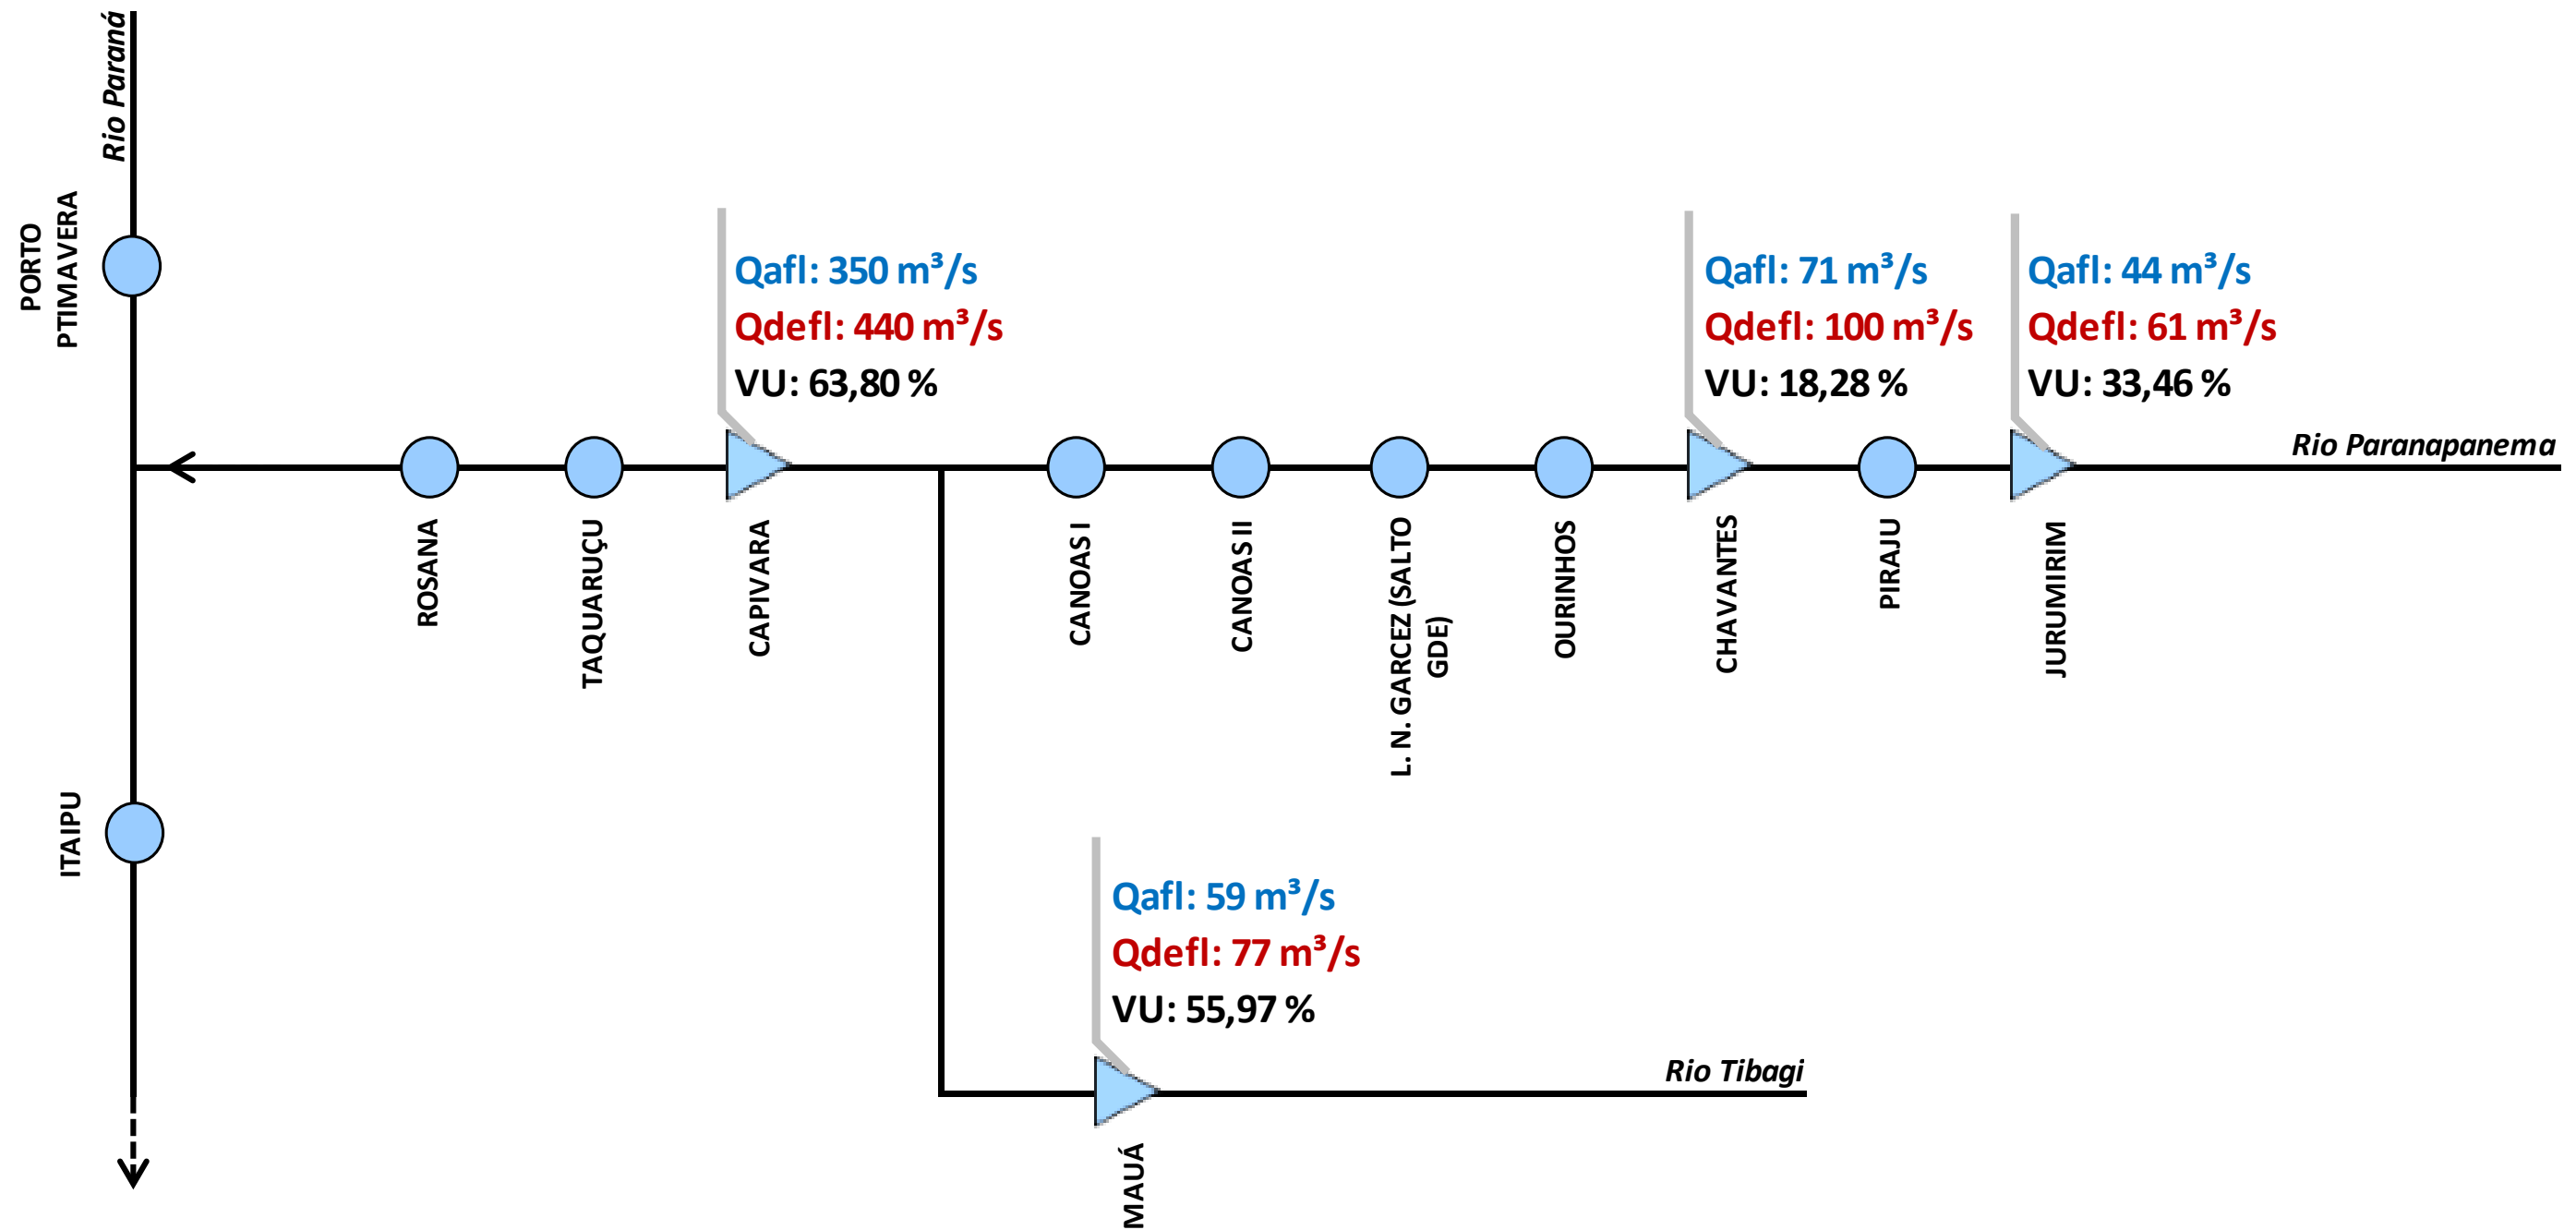 Rio Paraná
PORTO
PTIMAVERA
Qafl: 350 m³/s
Qdefl: 440 m³/s
VU: 63,80 %
Qafl: 71 m³/s
Qdefl: 100 m³/s
VU: 18,28 %
Qafl: 44 m³/s
Qdefl: 61 m³/s
VU: 33,46 %
Rio Paranapanema
ROSANA
TAQUARUÇU
CAPIVARA
CANOAS I
CANOAS II
L. N. GARCEZ (SALTO
GDE)
OURINHOS
CHAVANTES
PIRAJU
JURUMIRIM
ITAIPU
Qafl: 59 m³/s
Qdefl: 77 m³/s
VU: 55,97 %
Rio Tibagi
MAUÁ